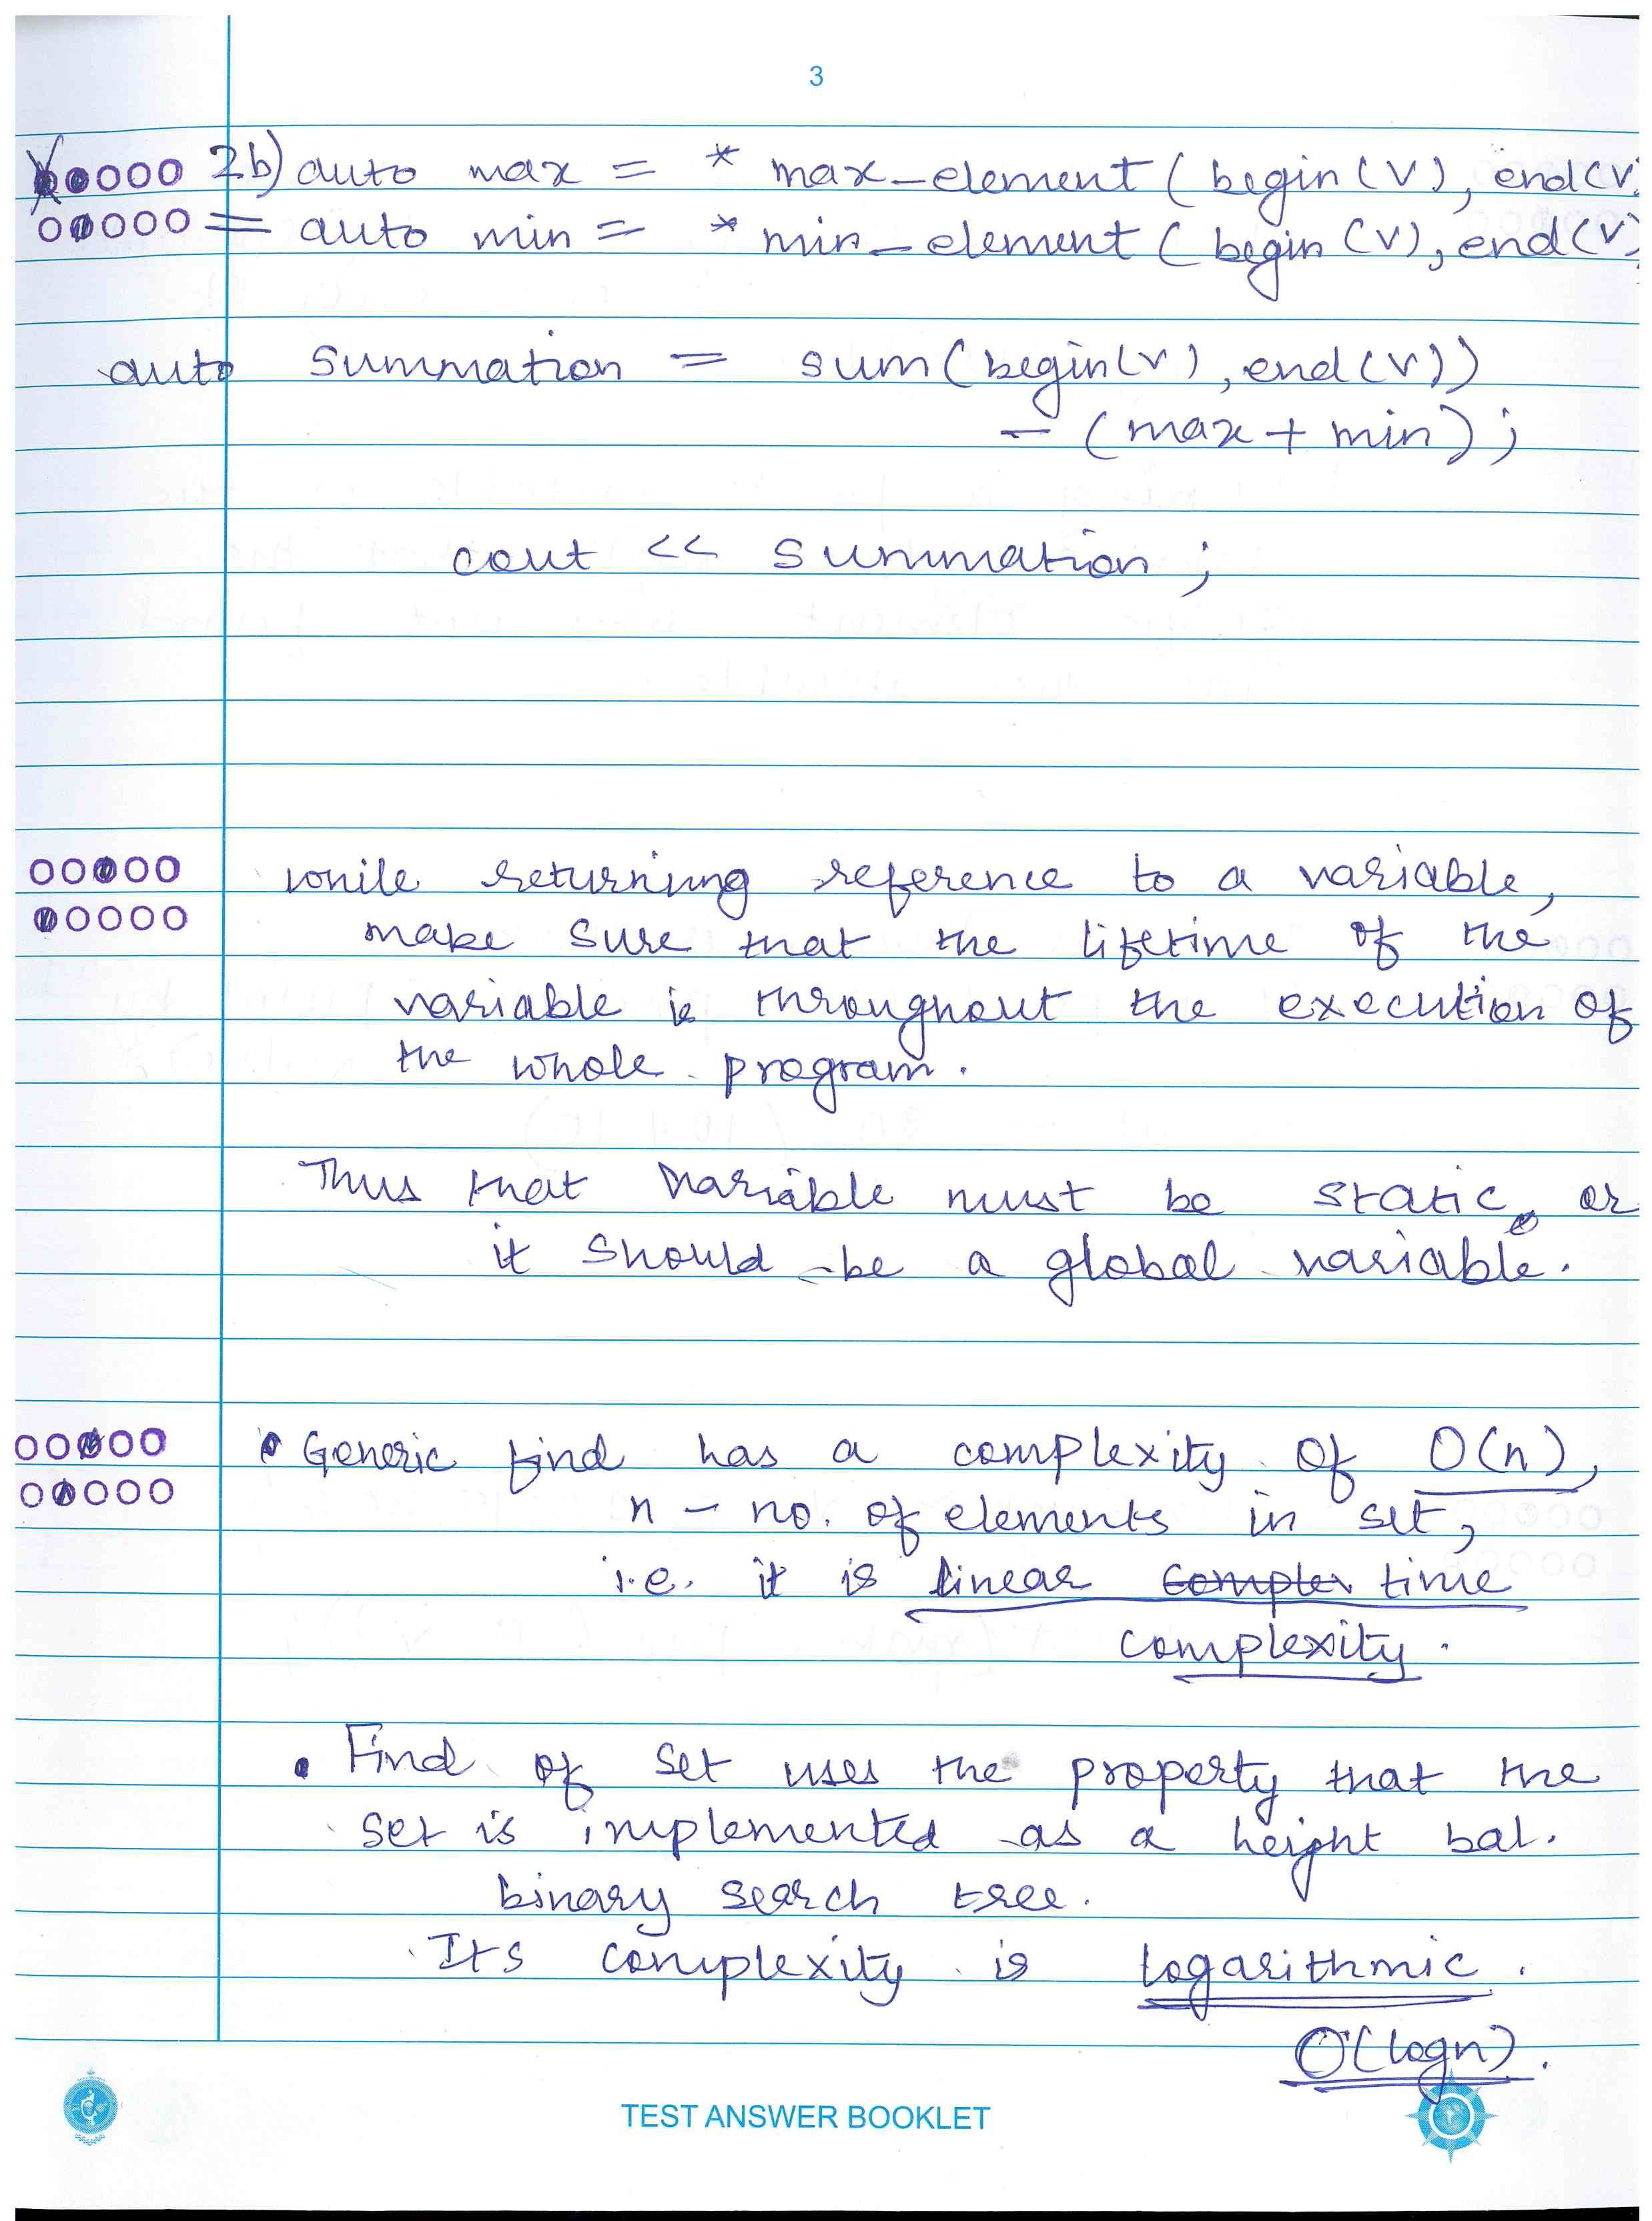 3
2b) auto max = * max_element ( begin (v), end(v)
= auto min = * min_element ( begin (v), end(v)
auto summation = sum( begin(v), end(v))
- (max + min) ;
cout << summation ;
while returning reference to a variable,
make sure that the lifetime of the
variable is throughout the execution of
the whole program.
Thus that variable must be static or
it should be a global variable.
• Generic find has a complexity of O(n),
n - no. of elements in set,
i.e. it is linear complex time
complexity.
• Find of set uses the property that the
set is implemented as a height bal.
binary search tree.
Its complexity is logarithmic.
O(logn).
TEST ANSWER BOOKLET